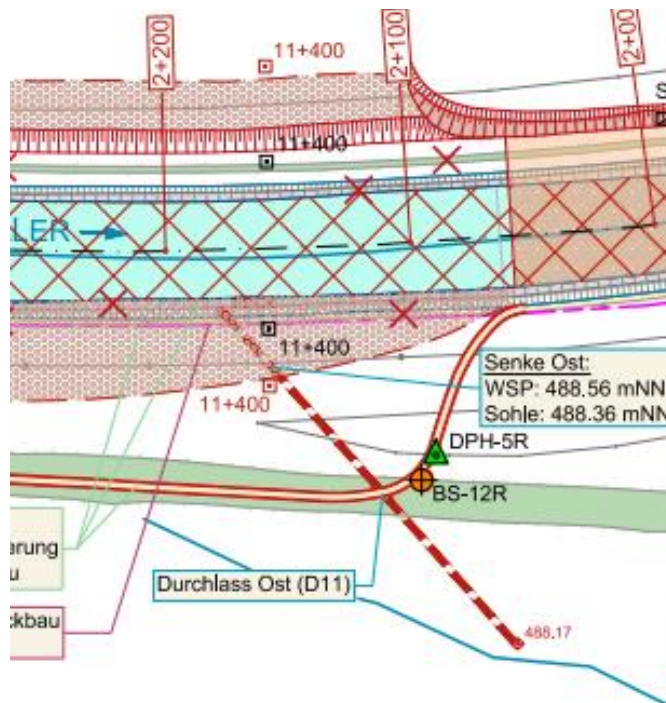 2+200
2+100
2+00
11+400
S
11+400
LER
11+400
11+400
Senke Ost:
WSP: 488.56 mNN
Sohle: 488.36 mNN
DPH-5R
BS-12R
erung
u
Durchlass Ost (D11)
ckbau
488.17